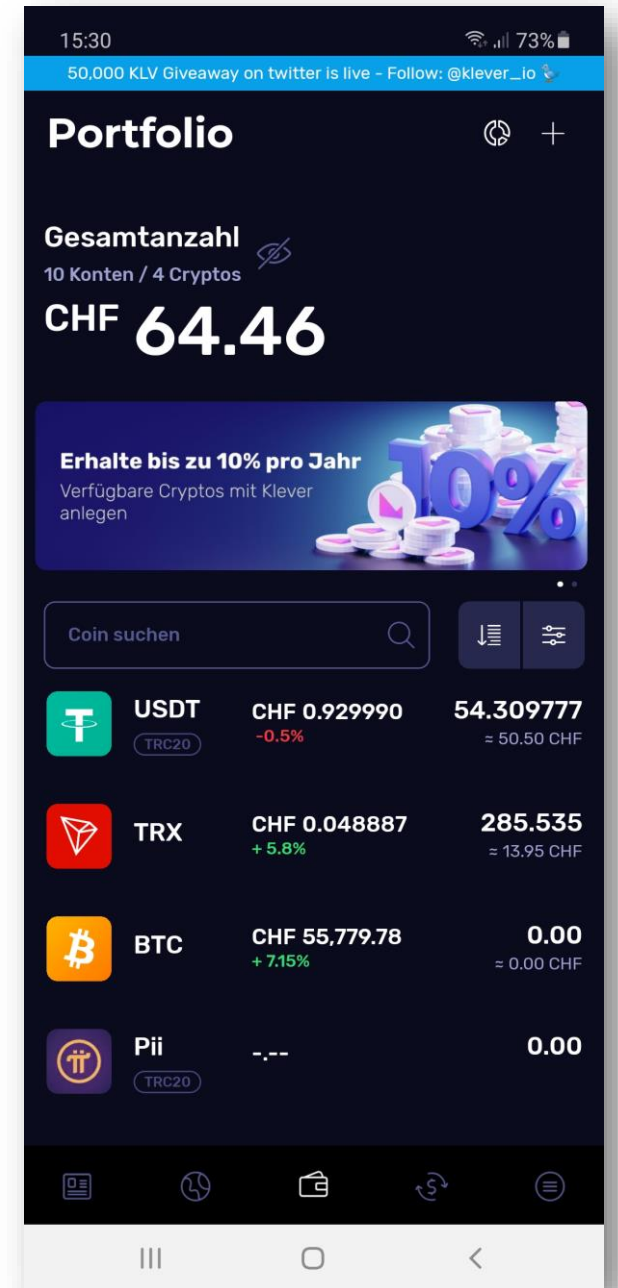 15:30 73%
50,000 KLV Giveaway on twitter is live - Follow: @klever_io
Portfolio
Gesamtanzahl
10 Konten / 4 Cryptos
CHF 64.46
Erhalte bis zu 10% pro Jahr
Verfügbare Cryptos mit Klever
anlegen
10%
Coin suchen
USDT CHF 0.929990 54.309777
TRC20 -0.5% ≈ 50.50 CHF
TRX CHF 0.048887 285.535
+ 5.8% ≈ 13.95 CHF
BTC CHF 55,779.78 0.00
+ 7.15% ≈ 0.00 CHF
Pii -.-- 0.00
TRC20